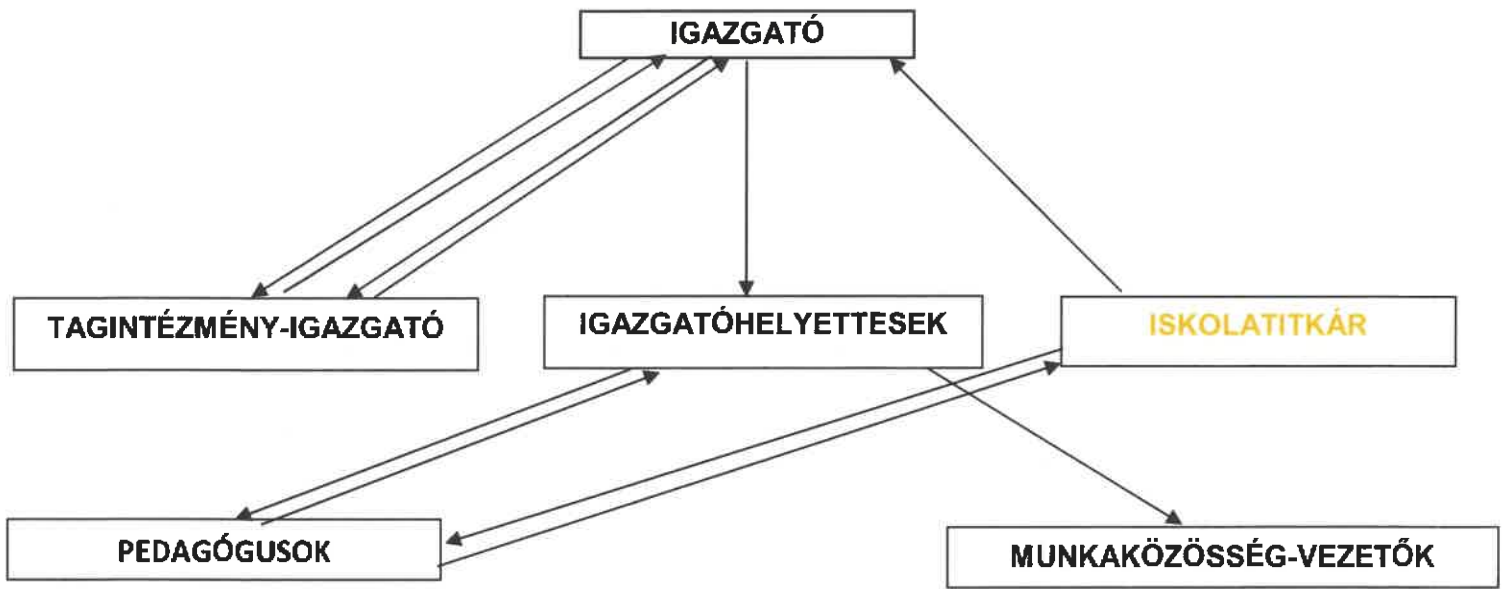 IGAZGATÓ
TAGINTÉZMÉNY-IGAZGATÓ
IGAZGATÓHELYETTESEK
ISKOLATITKÁR
PEDAGÓGUSOK
MUNKAKÖZÖSSÉG-VEZETŐK